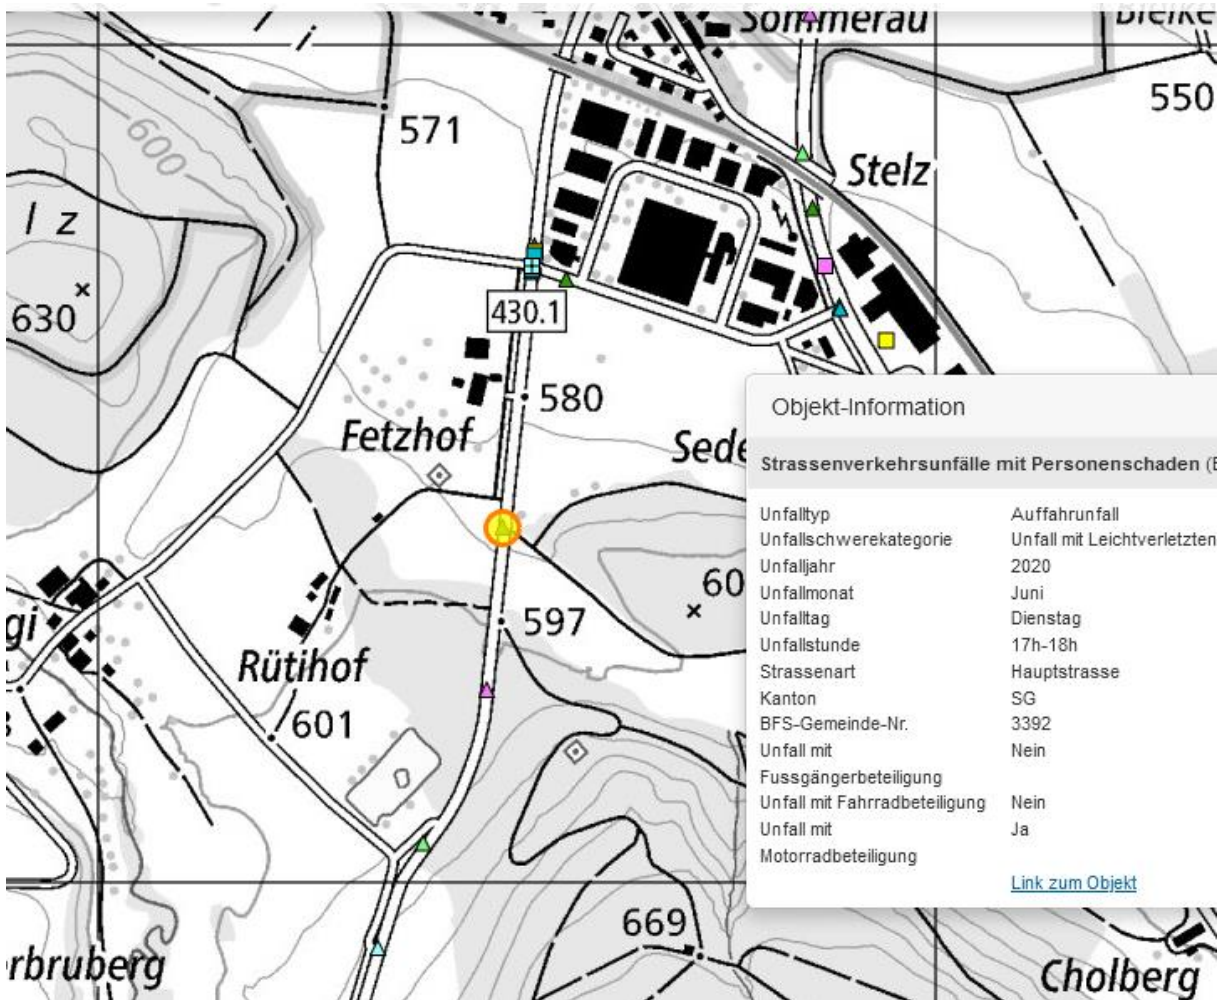 Sommerau
571
550
600
Stelz
l z
630
430.1
580
Fetzhof
Objekt-Information
Strassenverkehrsunfälle mit Personenschaden
Unfalltyp Auffahrunfall
Unfallschwerekategorie Unfall mit Leichtverletzten
Unfalljahr 2020
Unfallmonat Juni
Unfalltag Dienstag
Unfallstunde 17h-18h
Strassenart Hauptstrasse
Kanton SG
BFS-Gemeinde-Nr. 3392
Unfall mit Nein
Fussgängerbeteiligung
Unfall mit Fahrradbeteiligung Nein
Unfall mit Ja
Motorradbeteiligung
Link zum Objekt
60
597
gi
Rütihof
601
669
rbruberg
Cholberg